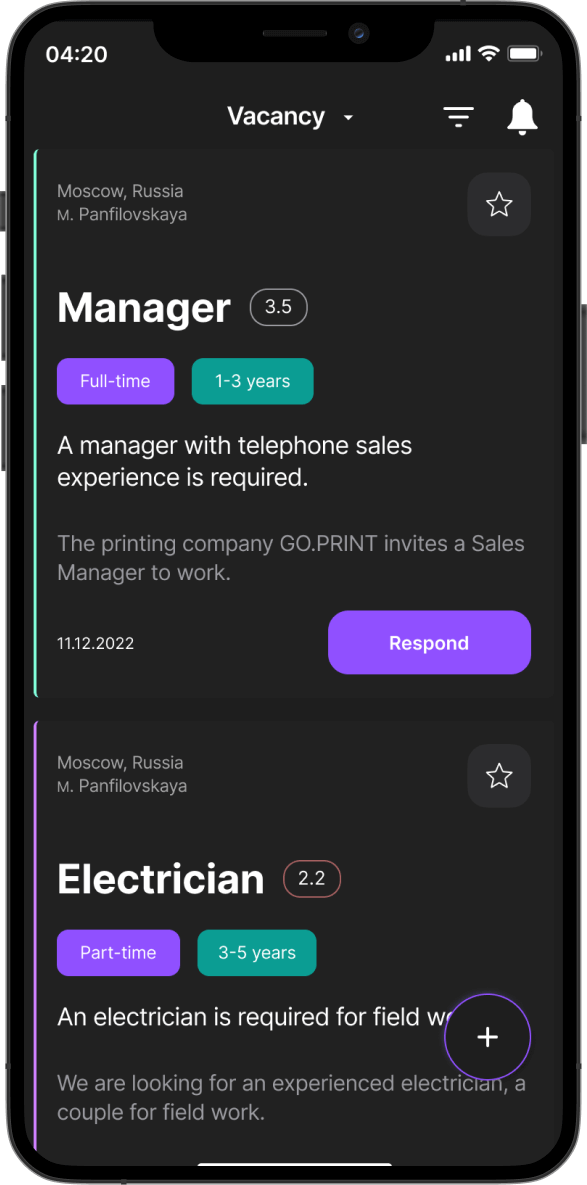 04:20
Vacancy
Moscow, Russia
м. Panfilovskaya
Manager 3.5
Full-time 1-3 years
A manager with telephone sales
experience is required.
The printing company GO.PRINT invites a Sales
Manager to work.
11.12.2022 Respond
Moscow, Russia
м. Panfilovskaya
Electrician 2.2
Part-time 3-5 years
An electrician is required for field
+
We are looking for an experienced electrician, a
couple for field work.